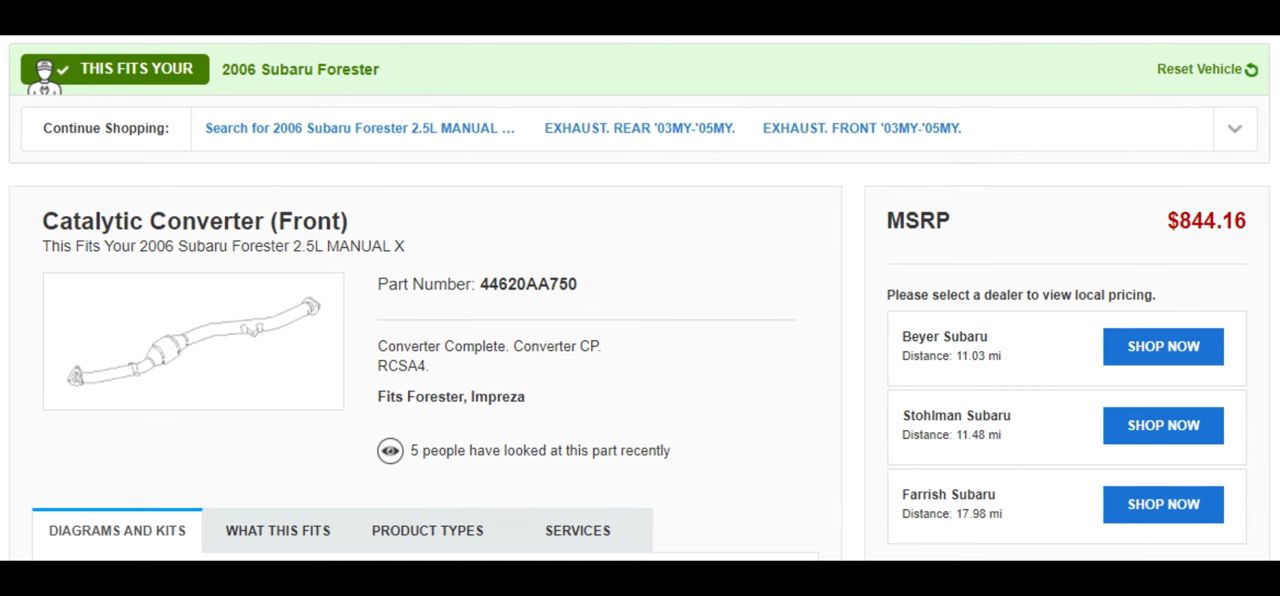 THIS FITS YOUR 2006 Subaru Forester Reset Vehicle
Continue Shopping: Search for 2006 Subaru Forester 2.5L MANUAL ... EXHAUST. REAR '03MY-'05MY. EXHAUST. FRONT '03MY-'05MY.
Catalytic Converter (Front)
This Fits Your 2006 Subaru Forester 2.5L MANUAL X
Part Number: 44620AA750
Converter Complete. Converter CP.
RCSA4.
Fits Forester, Impreza
5 people have looked at this part recently
DIAGRAMS AND KITS WHAT THIS FITS PRODUCT TYPES SERVICES
MSRP $844.16
Please select a dealer to view local pricing.
Beyer Subaru
Distance: 11.03 mi
SHOP NOW
Stohlman Subaru
Distance: 11.48 mi
SHOP NOW
Farrish Subaru
Distance: 17.98 mi
SHOP NOW